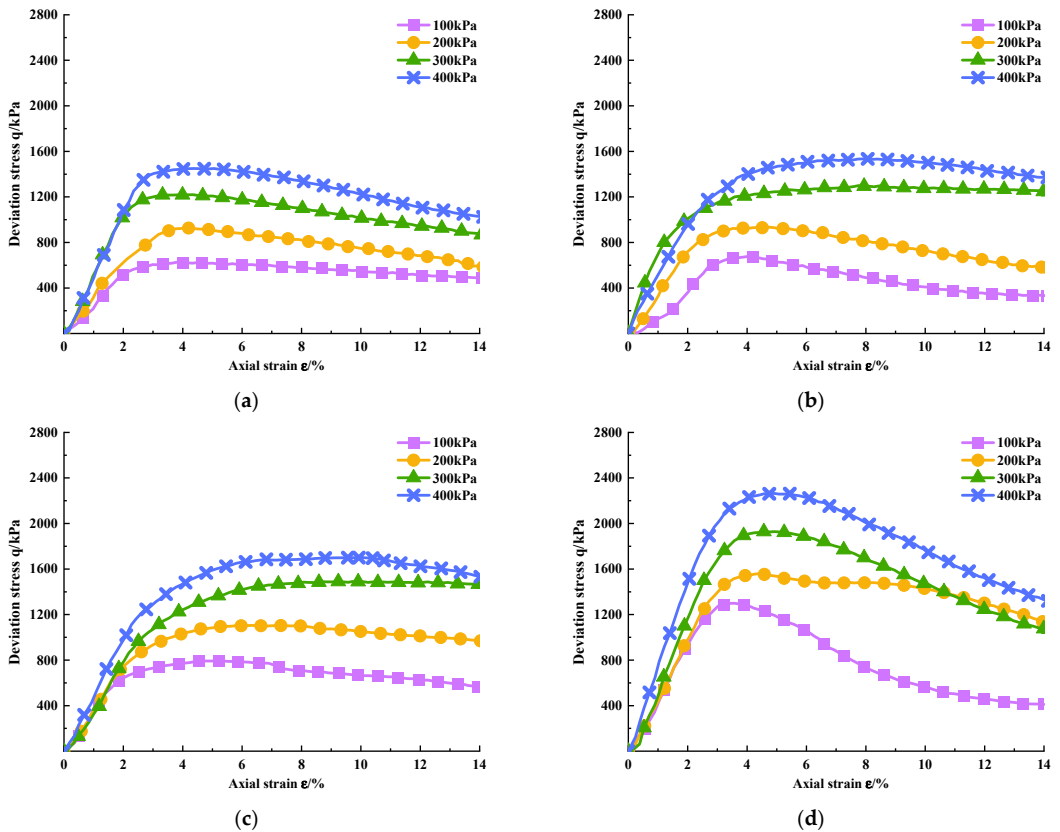 2800
2400
2000
1600
1200
800
400
Deviation stress q/kPa
100kPa
200kPa
300kPa
400kPa
0 2 4 6 8 10 12 14
Axial strain ε/%
(a)
2800
2400
2000
1600
1200
800
400
Deviation stress q/kPa
100kPa
200kPa
300kPa
400kPa
0 2 4 6 8 10 12 14
Axial strain ε/%
(b)
2800
2400
2000
1600
1200
800
400
Deviation stress q/kPa
100kPa
200kPa
300kPa
400kPa
0 2 4 6 8 10 12 14
Axial strain ε/%
(c)
2800
2400
2000
1600
1200
800
400
Deviation stress q/kPa
100kPa
200kPa
300kPa
400kPa
0 2 4 6 8 10 12 14
Axial strain ε/%
(d)